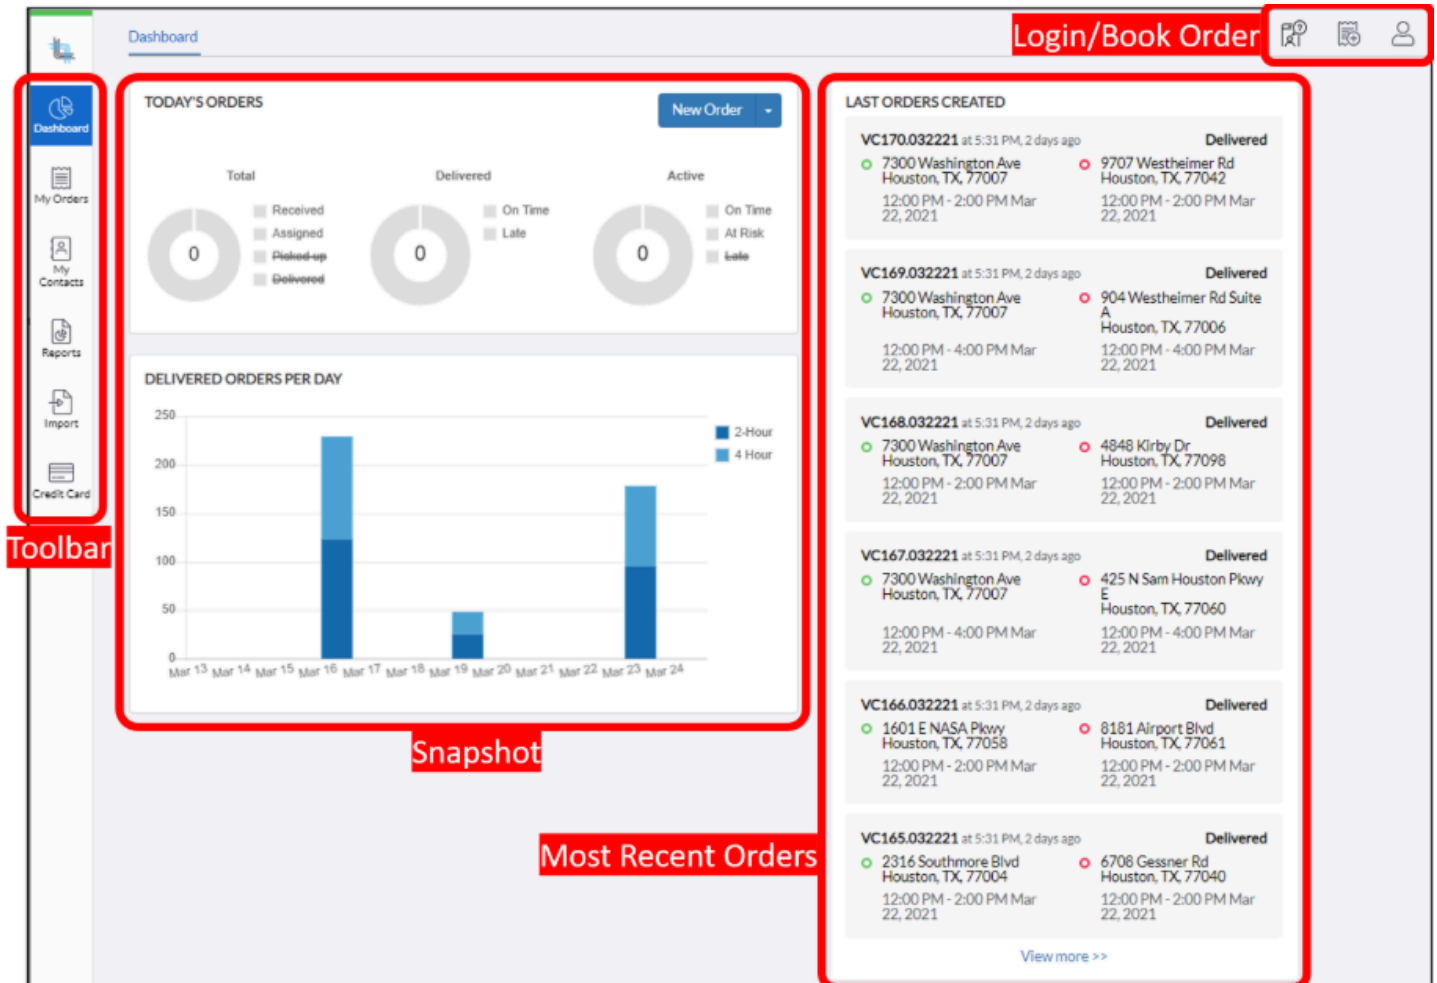 Login/Book Order
Dashboard
Dashboard
My Orders
My
Contacts
Reports
Import
Credit Card
Toolbar
TODAY'S ORDERS
New Order
Total
0
Received
Assigned
Picked up
Delivered
Delivered
0
On Time
Late
Active
0
On Time
At Risk
Late
DELIVERED ORDERS PER DAY
250
200
150
100
50
0
Mar 13 Mar 14 Mar 15 Mar 16 Mar 17 Mar 18 Mar 19 Mar 20 Mar 21 Mar 22 Mar 23 Mar 24
2-Hour
4 Hour
Snapshot
LAST ORDERS CREATED
VC170.032221 at 5:31 PM, 2 days ago Delivered
7300 Washington Ave
Houston, TX, 77007
12:00 PM - 2:00 PM Mar
22, 2021
9707 Westheimer Rd
Houston, TX, 77042
12:00 PM - 2:00 PM Mar
22, 2021
VC169.032221 at 5:31 PM, 2 days ago Delivered
7300 Washington Ave
Houston, TX, 77007
12:00 PM - 4:00 PM Mar
22, 2021
904 Westheimer Rd Suite
A
Houston, TX, 77006
12:00 PM - 4:00 PM Mar
22, 2021
VC168.032221 at 5:31 PM, 2 days ago Delivered
7300 Washington Ave
Houston, TX, 77007
12:00 PM - 2:00 PM Mar
22, 2021
4848 Kirby Dr
Houston, TX, 77098
12:00 PM - 2:00 PM Mar
22, 2021
VC167.032221 at 5:31 PM, 2 days ago Delivered
7300 Washington Ave
Houston, TX, 77007
12:00 PM - 4:00 PM Mar
22, 2021
425 N Sam Houston Pkwy
E
Houston, TX, 77060
12:00 PM - 4:00 PM Mar
22, 2021
VC166.032221 at 5:31 PM, 2 days ago Delivered
1601 E NASA Pkwy
Houston, TX, 77058
12:00 PM - 2:00 PM Mar
22, 2021
8181 Airport Blvd
Houston, TX, 77061
12:00 PM - 2:00 PM Mar
22, 2021
VC165.032221 at 5:31 PM, 2 days ago Delivered
2316 Southmore Blvd
Houston, TX, 77004
12:00 PM - 2:00 PM Mar
22, 2021
6708 Gessner Rd
Houston, TX, 77040
12:00 PM - 2:00 PM Mar
22, 2021
View more >>
Most Recent Orders